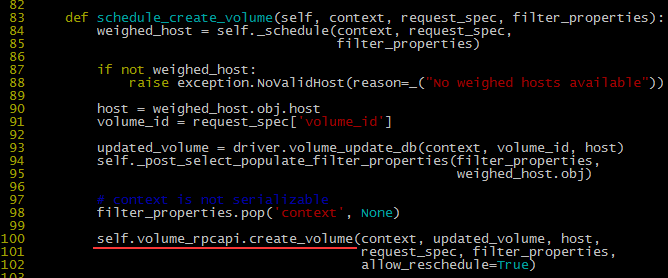 82
83 def schedule_create_volume(self, context, request_spec, filter_properties):
84 weighed_host = self._schedule(context, request_spec,
85 filter_properties)
86
87 if not weighed_host:
88 raise exception.NoValidHost(reason=_("No weighed hosts available"))
89
90 host = weighed_host.obj.host
91 volume_id = request_spec['volume_id']
92
93 updated_volume = driver.volume_update_db(context, volume_id, host)
94 self._post_select_populate_filter_properties(filter_properties,
95 weighed_host.obj)
96
97 # context is not serializable
98 filter_properties.pop('context', None)
99
100 self.volume_rpcapi.create_volume(context, updated_volume, host,
101 request_spec, filter_properties,
102 allow_reschedule=True)
103